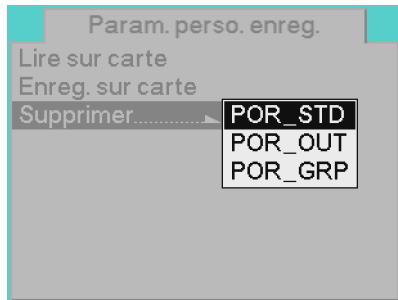 Param. perso. enreg.
Lire sur carte
Enreg. sur carte
Supprimer............. POR_STD
POR_OUT
POR_GRP